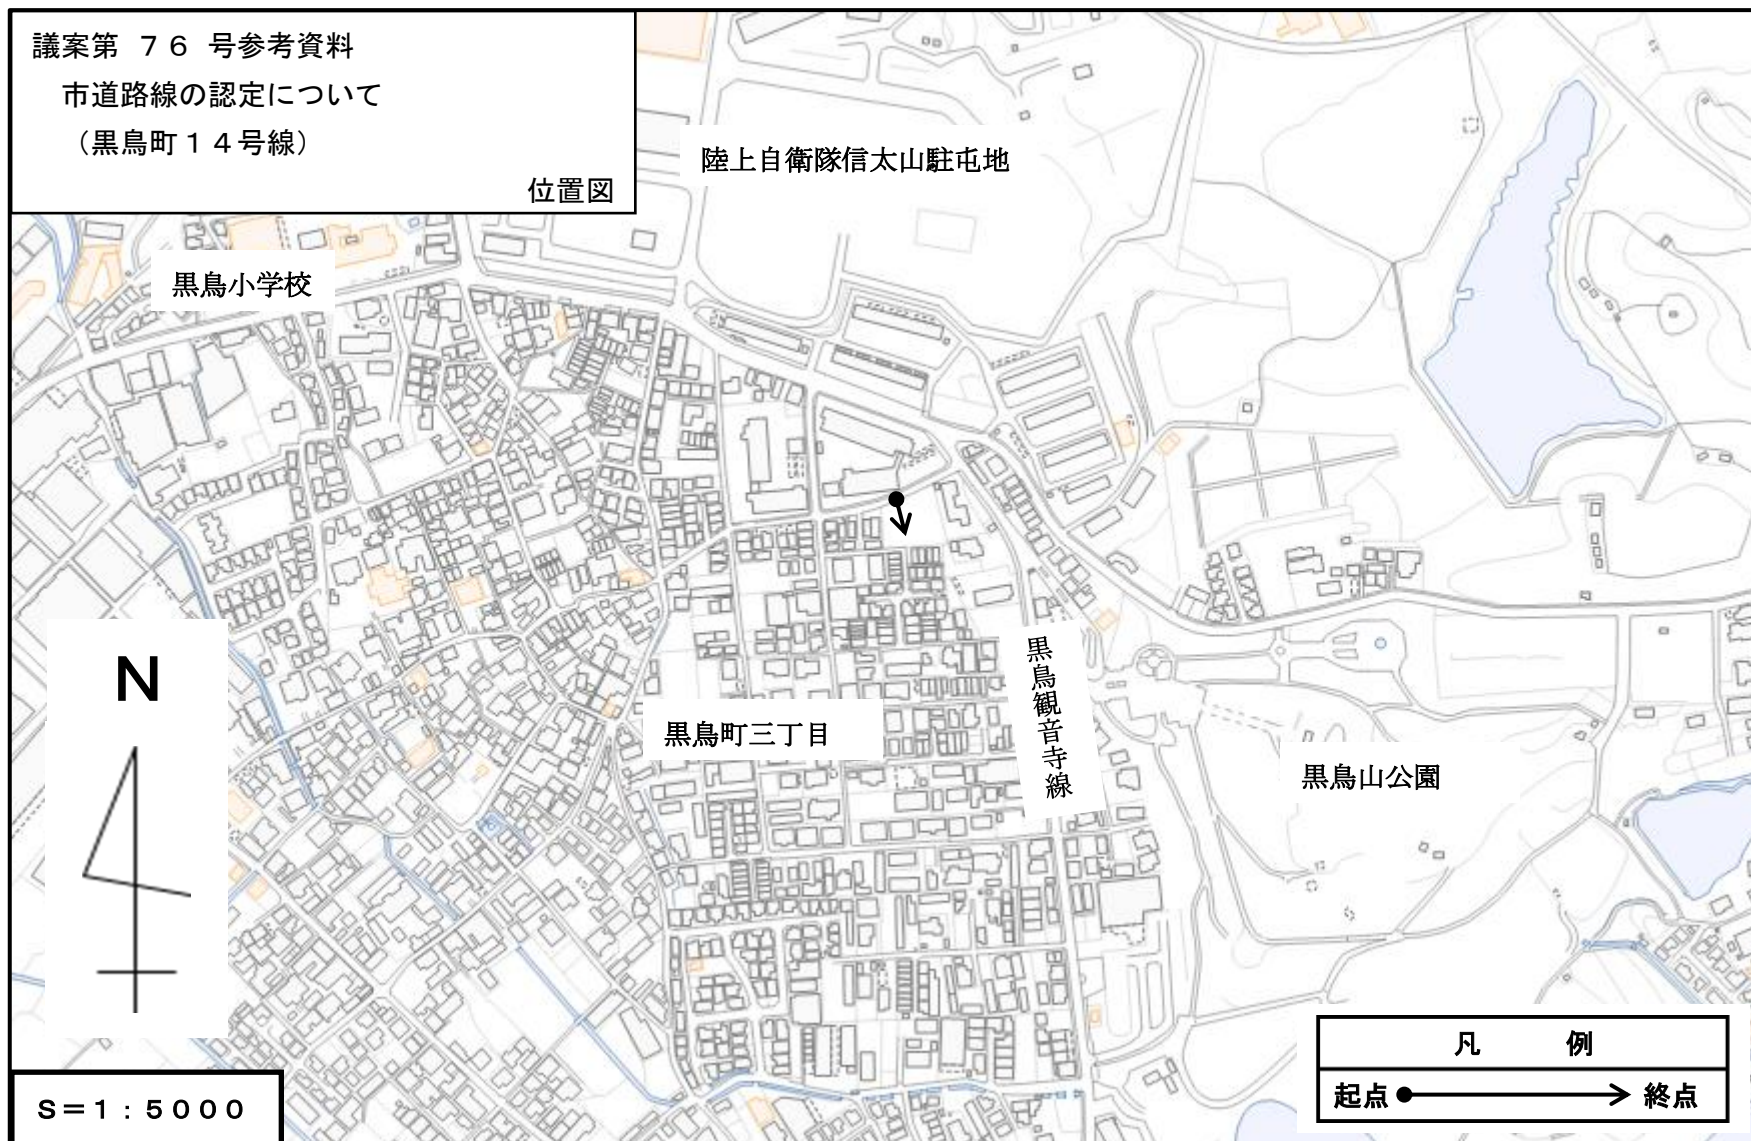 議案第 ７６ 号参考資料
市道路線の認定について
（黒鳥町１４号線）
位置図
陸上自衛隊信太山駐屯地
黒鳥小学校
黒鳥町三丁目
黒鳥観音寺線
黒鳥山公園
N
S＝１：５０００
凡　　例
起点 終点